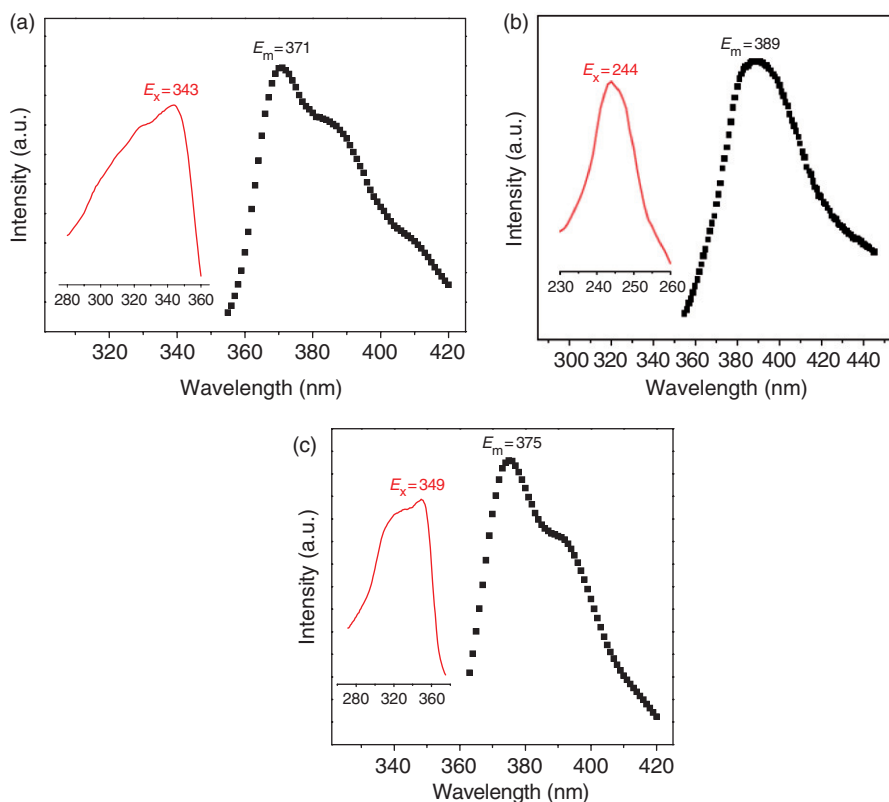 (a)
Em=371
Ex=343
Intensity (a.u.)
280 300 320 340 360
320 340 360 380 400 420
Wavelength (nm)
(b)
Em=389
Ex=244
Intensity (a.u.)
230 240 250 260
300 320 340 360 380 400 420 440
Wavelength (nm)
(c)
Em=375
Ex=349
Intensity (a.u.)
280 320 360
340 360 380 400 420
Wavelength (nm)